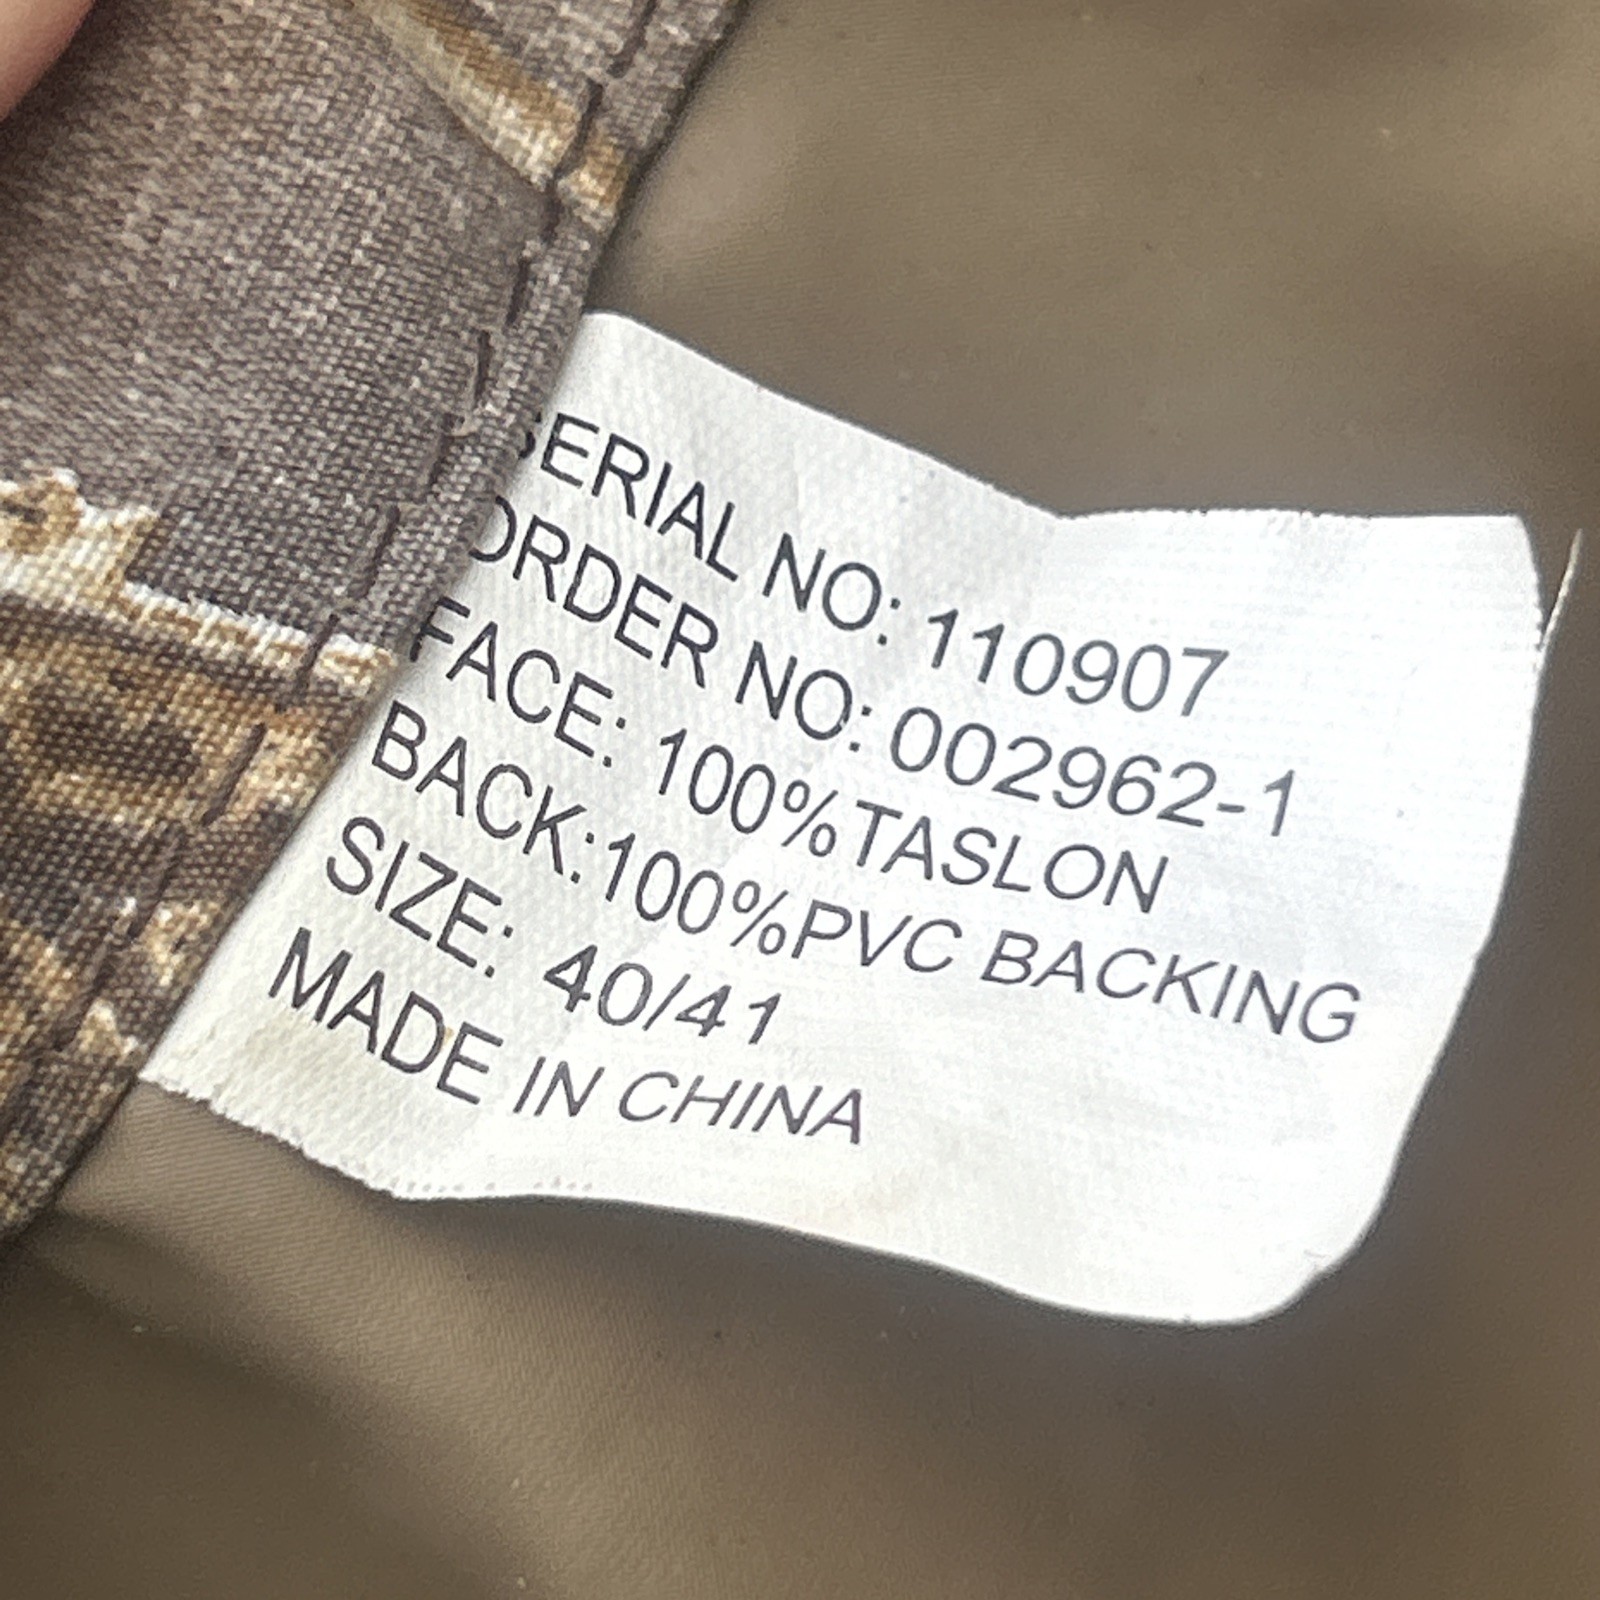 SERIAL NO: 110907
ORDER NO: 002962-1
FACE: 100%TASLON
BACK:100%PVC BACKING
SIZE: 40/41
MADE IN CHINA